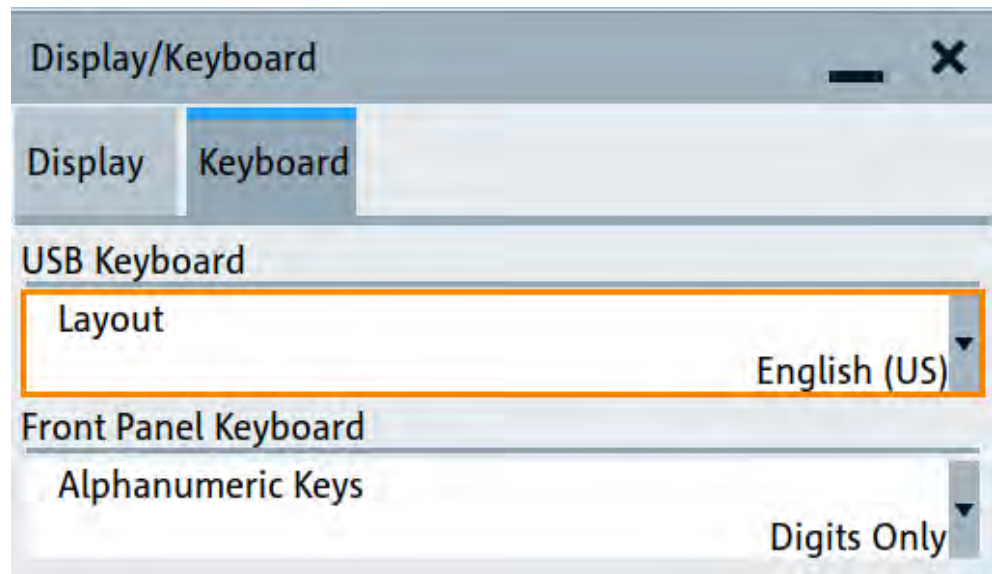 Display/Keyboard
Display Keyboard
USB Keyboard
Layout
English (US)
Front Panel Keyboard
Alphanumeric Keys
Digits Only